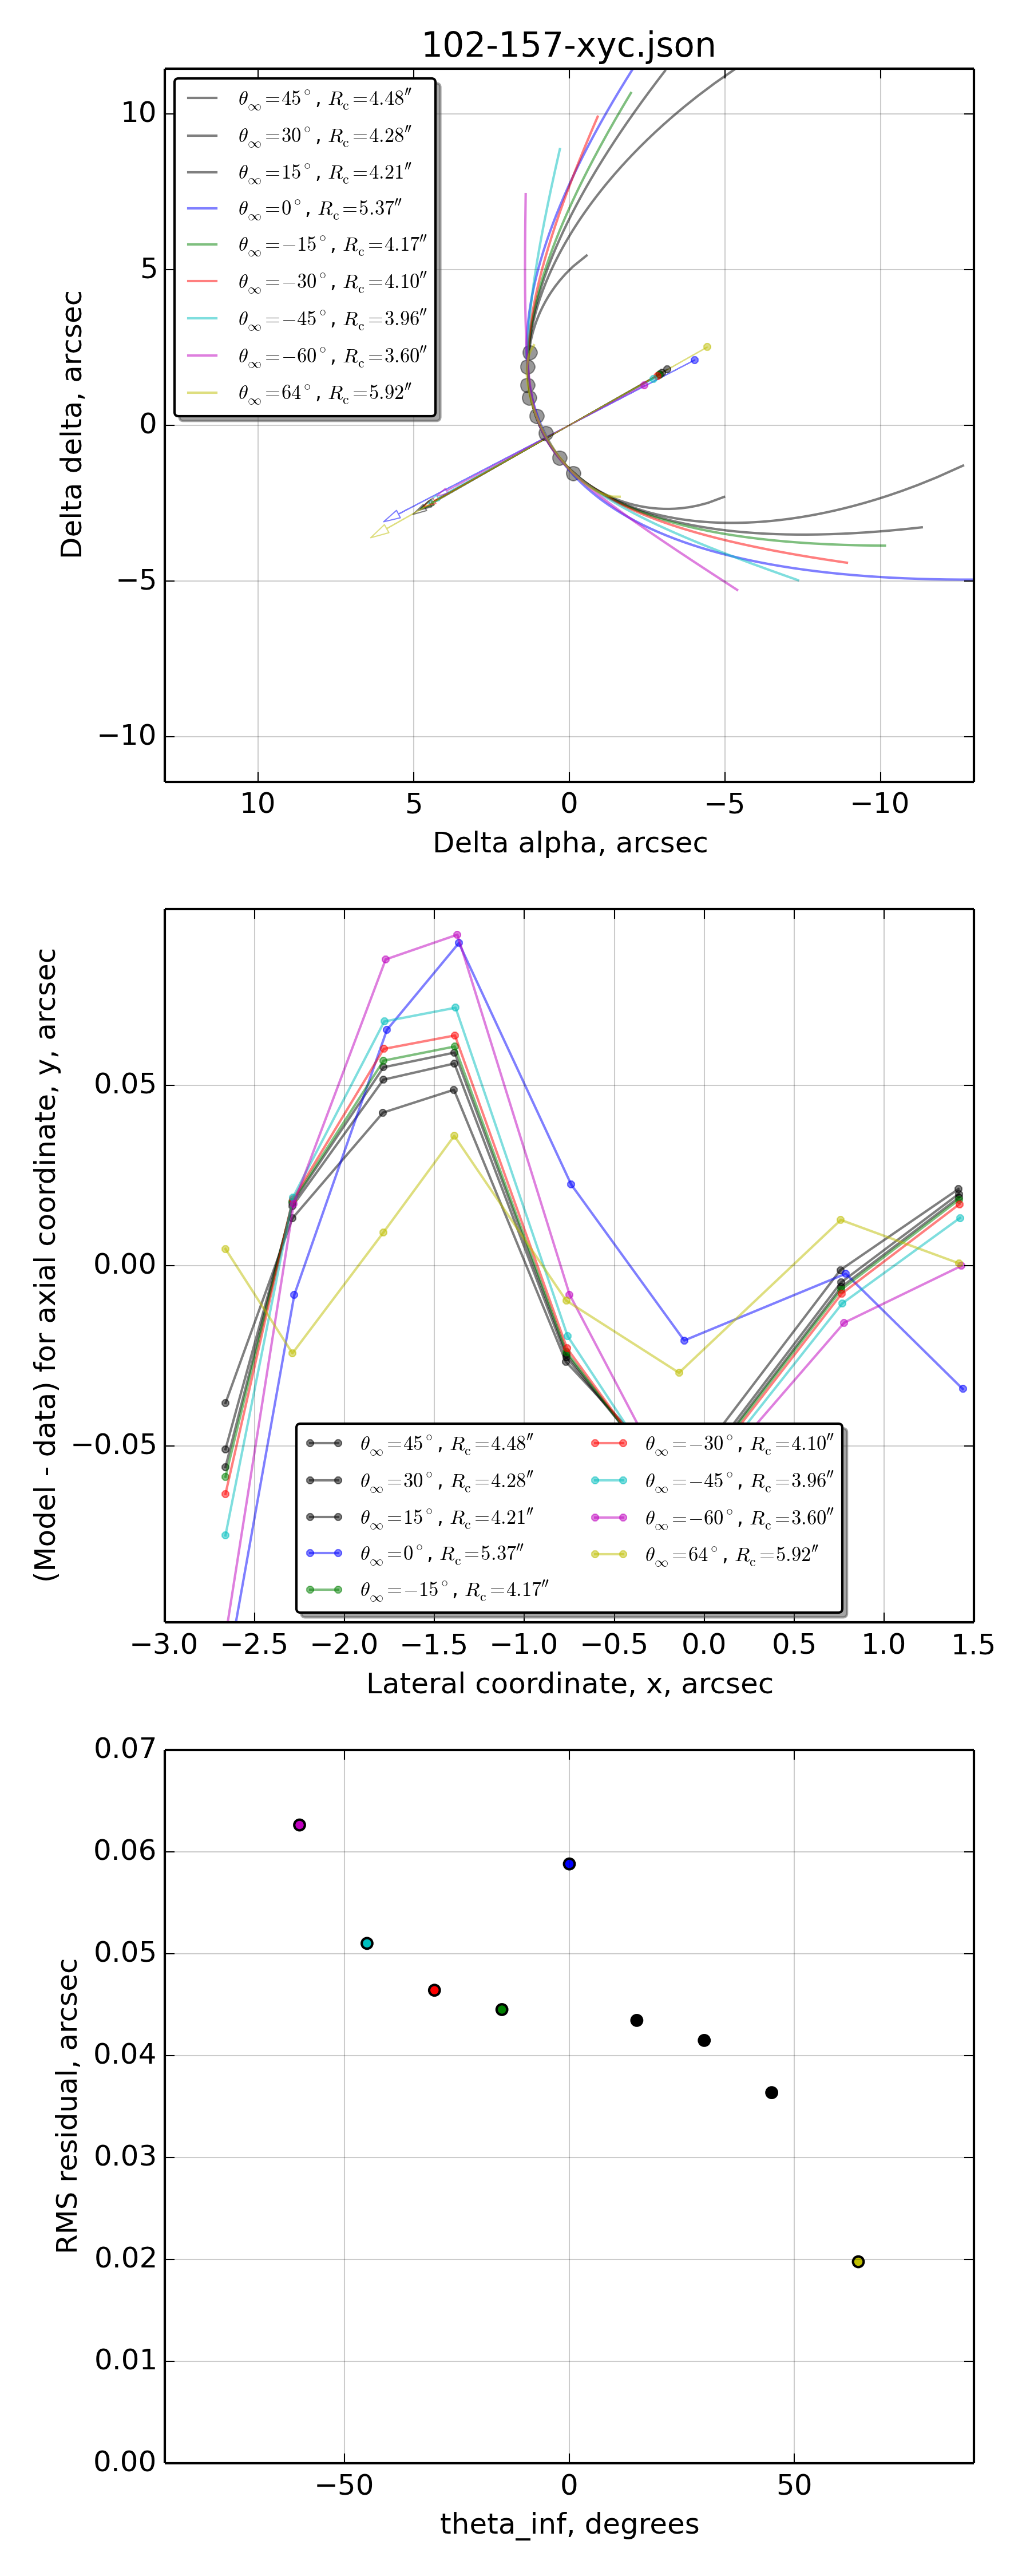 102-157-xyc.json
θ∞=45°, Rc=4.48″
θ∞=30°, Rc=4.28″
θ∞=15°, Rc=4.21″
θ∞=0°, Rc=5.37″
θ∞=−15°, Rc=4.17″
θ∞=−30°, Rc=4.10″
θ∞=−45°, Rc=3.96″
θ∞=−60°, Rc=3.60″
θ∞=64°, Rc=5.92″
10
5
0
−5
−10
Delta delta, arcsec
10 5 0 −5 −10
Delta alpha, arcsec
0.05
0.00
−0.05
(Model - data) for axial coordinate, y, arcsec
θ∞=45°, Rc=4.48″ θ∞=−30°, Rc=4.10″
θ∞=30°, Rc=4.28″ θ∞=−45°, Rc=3.96″
θ∞=15°, Rc=4.21″ θ∞=−60°, Rc=3.60″
θ∞=0°, Rc=5.37″ θ∞=64°, Rc=5.92″
θ∞=−15°, Rc=4.17″
−3.0 −2.5 −2.0 −1.5 −1.0 −0.5 0.0 0.5 1.0 1.5
Lateral coordinate, x, arcsec
0.07
0.06
0.05
0.04
0.03
0.02
0.01
0.00
RMS residual, arcsec
−50 0 50
theta_inf, degrees